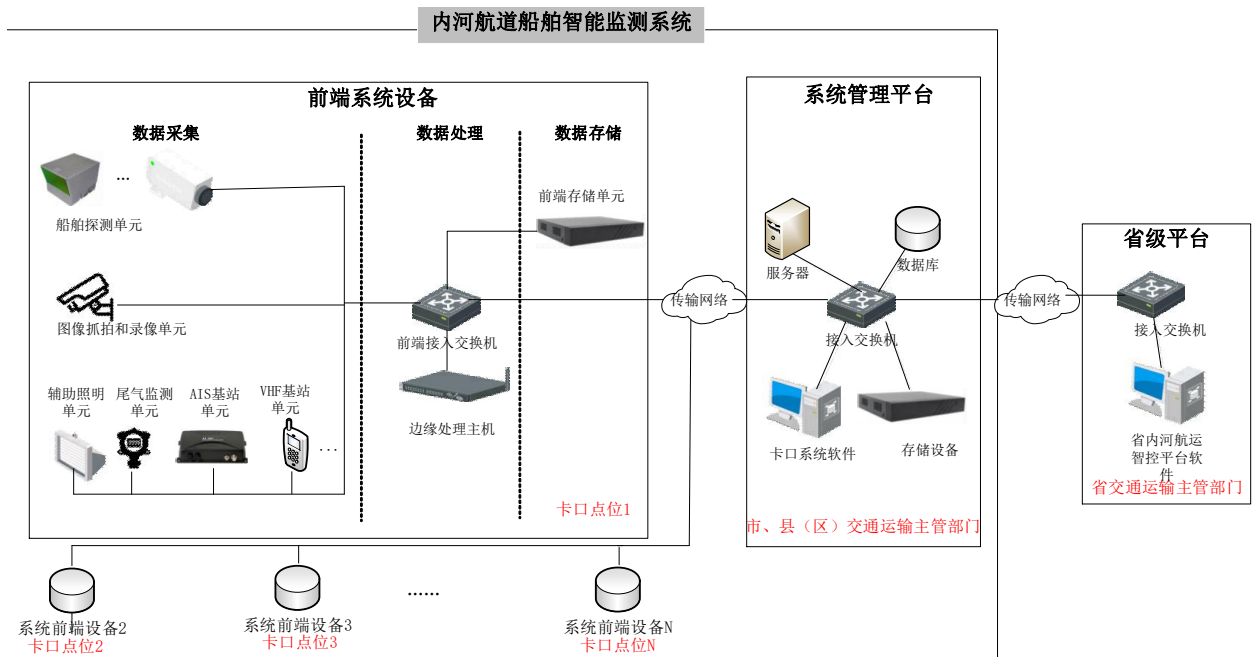 内河航道船舶智能监测系统
前端系统设备
数据采集
数据处理
数据存储
...
船舶探测单元
图像抓拍和录像单元
辅助照明
单元
尾气监测
单元
AIS基站
单元
VHF基站
单元
...
前端接入交换机
边缘处理主机
前端存储单元
卡口点位1
传输网络
系统管理平台
服务器
数据库
接入交换机
卡口系统软件
存储设备
市、县（区）交通运输主管部门
传输网络
省级平台
接入交换机
省内河航运
智控平台软
件
省交通运输主管部门
系统前端设备2
卡口点位2
系统前端设备3
卡口点位3
......
系统前端设备N
卡口点位N